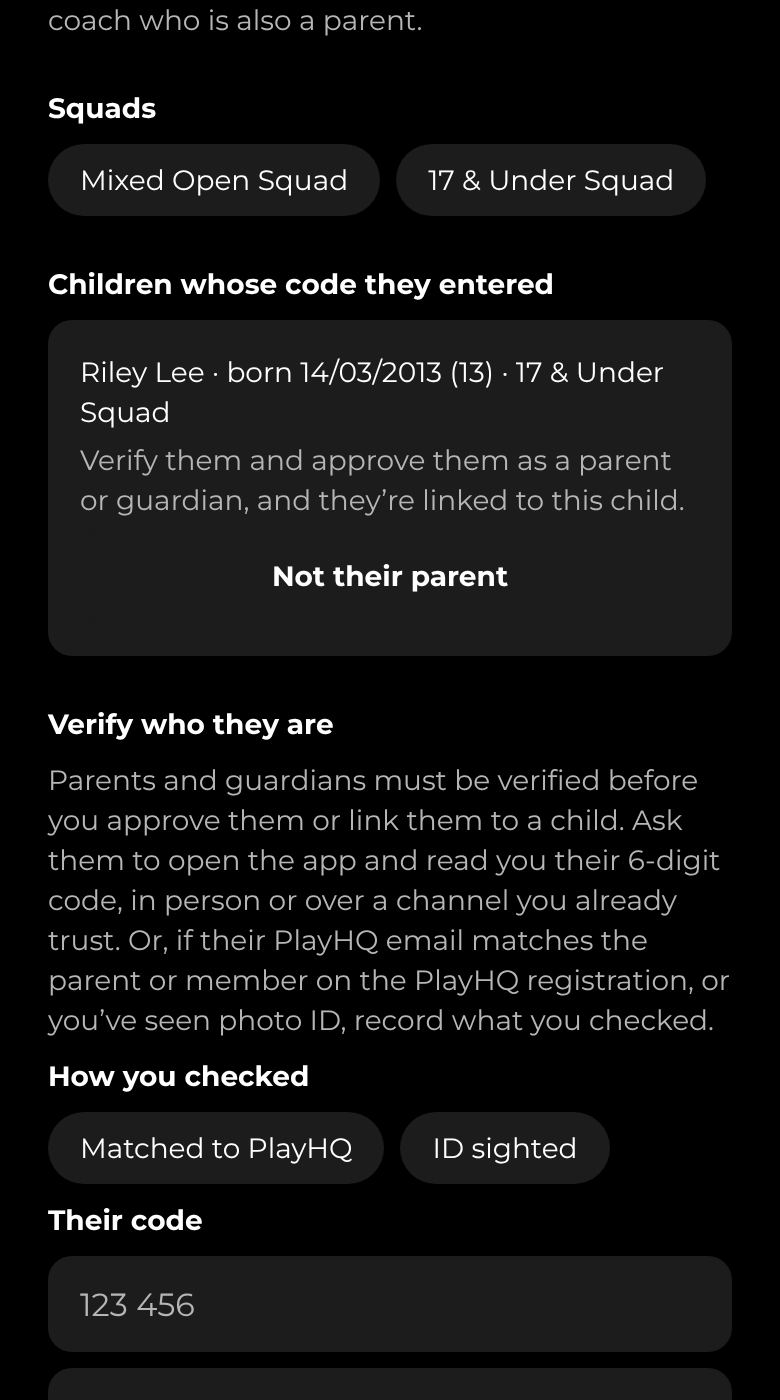 coach who is also a parent.
Squads
Mixed Open Squad
17 & Under Squad
Children whose code they entered
Riley Lee · born 14/03/2013 (13) · 17 & Under
Squad
Verify them and approve them as a parent
or guardian, and they’re linked to this child.
Not their parent
Verify who they are
Parents and guardians must be verified before
you approve them or link them to a child. Ask
them to open the app and read you their 6-digit
code, in person or over a channel you already
trust. Or, if their PlayHQ email matches the
parent or member on the PlayHQ registration, or
you’ve seen photo ID, record what you checked.
How you checked
Matched to PlayHQ
ID sighted
Their code
123 456